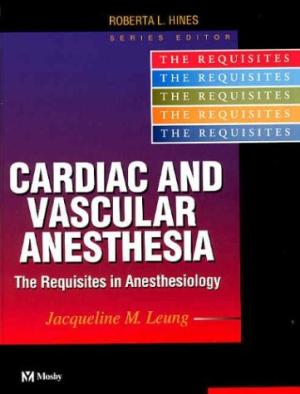 ROBERTA L. HINES
SERIES EDITOR
THE REQUISITES
THE REQUISITES
THE REQUISITES
THE REQUISITES
THE REQUISITES
CARDIAC AND
VASCULAR
ANESTHESIA
The Requisites in Anesthesiology
Jacqueline M. Leung
M Mosby